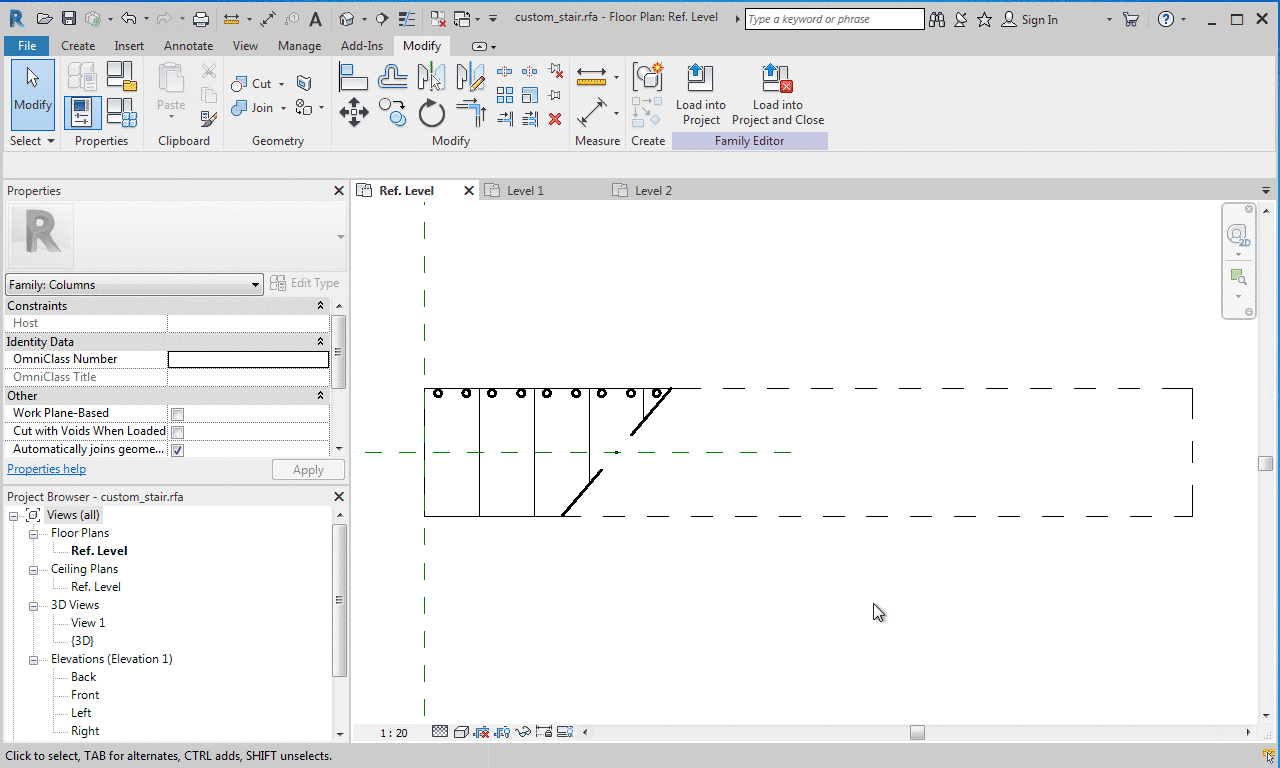 custom_stair.rfa - Floor Plan: Ref. Level
Type a keyword or phrase
Sign In
File
Create
Insert
Annotate
View
Manage
Add-Ins
Modify
Modify
Paste
Cut
Join
Load into
Project
Load into
Project and Close
Select
Properties
Clipboard
Geometry
Modify
Measure
Create
Family Editor
Properties
Ref. Level
Level 1
Level 2
R
2D
Family: Columns
Edit Type
Constraints
Host
Identity Data
OmniClass Number
OmniClass Title
Other
Work Plane-Based
Cut with Voids When Loaded
Automatically joins geome...
Properties help
Apply
Project Browser - custom_stair.rfa
Views (all)
Floor Plans
Ref. Level
Ceiling Plans
Ref. Level
3D Views
View 1
{3D}
Elevations (Elevation 1)
Back
Front
Left
Right
1 : 20
Click to select, TAB for alternates, CTRL adds, SHIFT unselects.